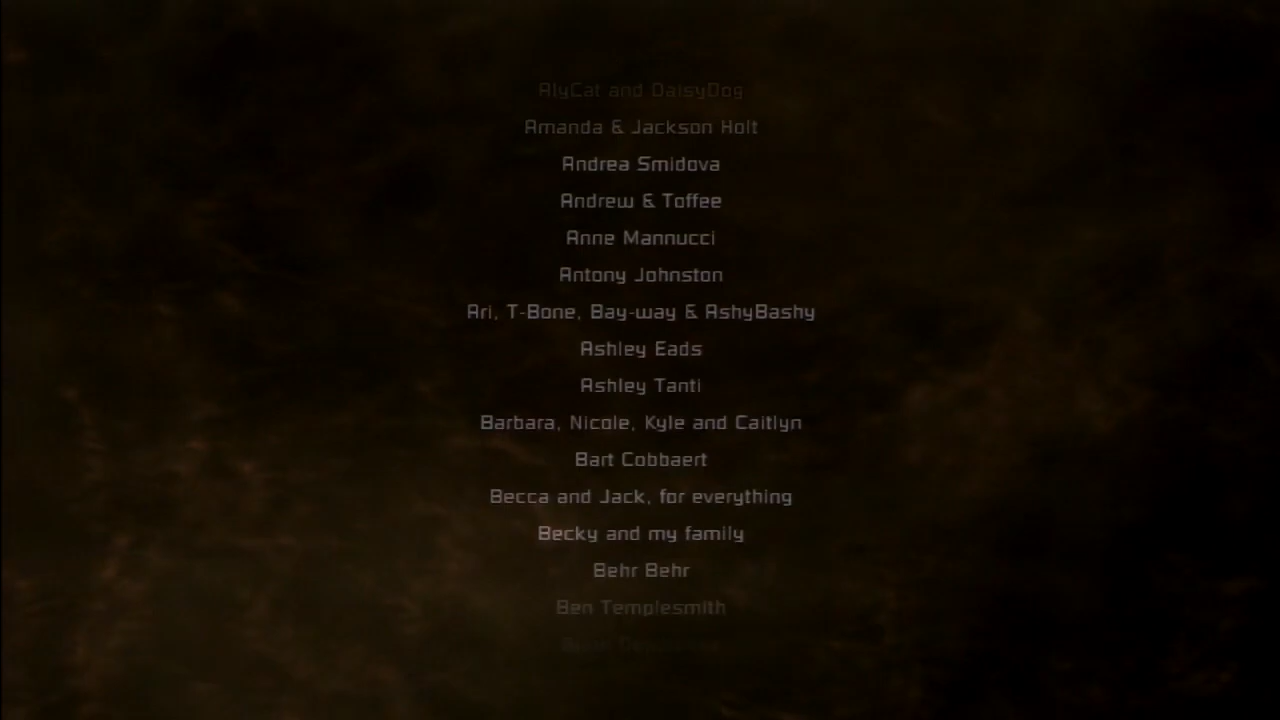 AlyCat and DaisyDog
Amanda & Jackson Holt
Andrea Smidova
Andrew & Toffee
Anne Mannucci
Antony Johnston
Ari, T-Bone, Bay-way & AshyBashy
Ashley Eads
Ashley Tanti
Barbara, Nicole, Kyle and Caitlyn
Bart Cobbaert
Becca and Jack, for everything
Becky and my family
Behr Behr
Ben Templesmith